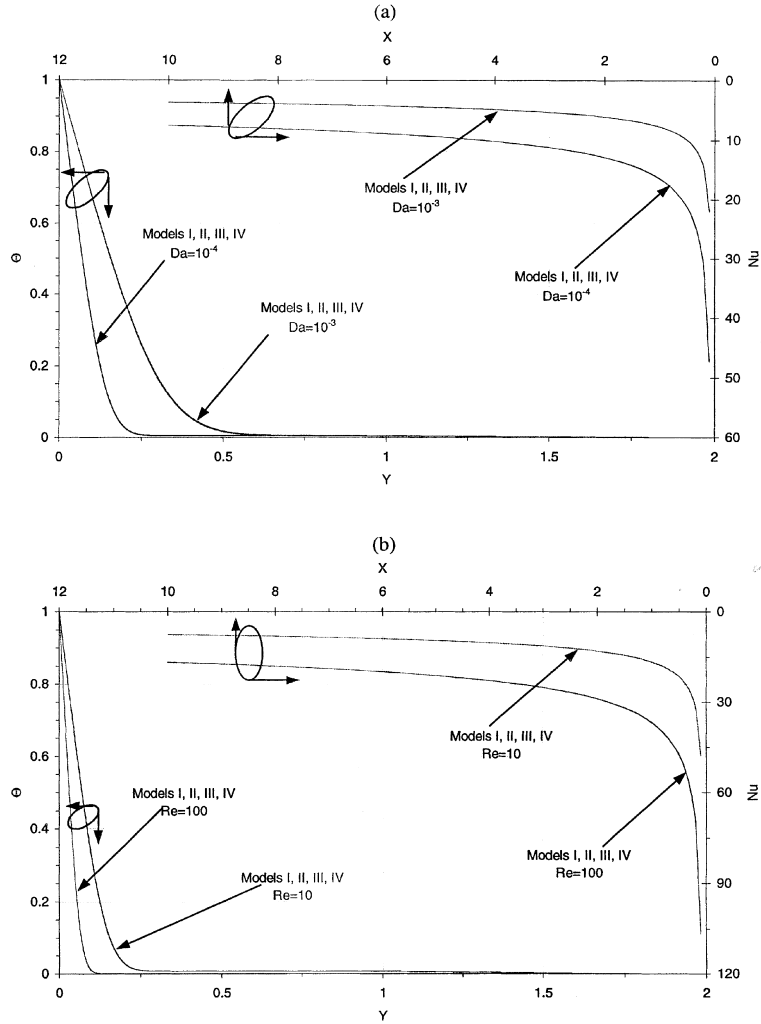 (a)
X
12 10 8 6 4 2 0
1 0
0.8 10
Models I, II, III, IV
Da=10⁻³
20
0.6
Models I, II, III, IV
Da=10⁻⁴
Θ
30
Nu
Models I, II, III, IV
Da=10⁻⁴
0.4
Models I, II, III, IV
Da=10⁻³
40
0.2
50
0 60
0 0.5 1 1.5 2
Y
(b)
X
12 10 8 6 4 2 0
1 0
0.8 30
Models I, II, III, IV
Re=10
0.6
60
Θ
Nu
Models I, II, III, IV
Re=100
0.4
Models I, II, III, IV
Re=100
90
Models I, II, III, IV
Re=10
0.2
0 120
0 0.5 1 1.5 2
Y